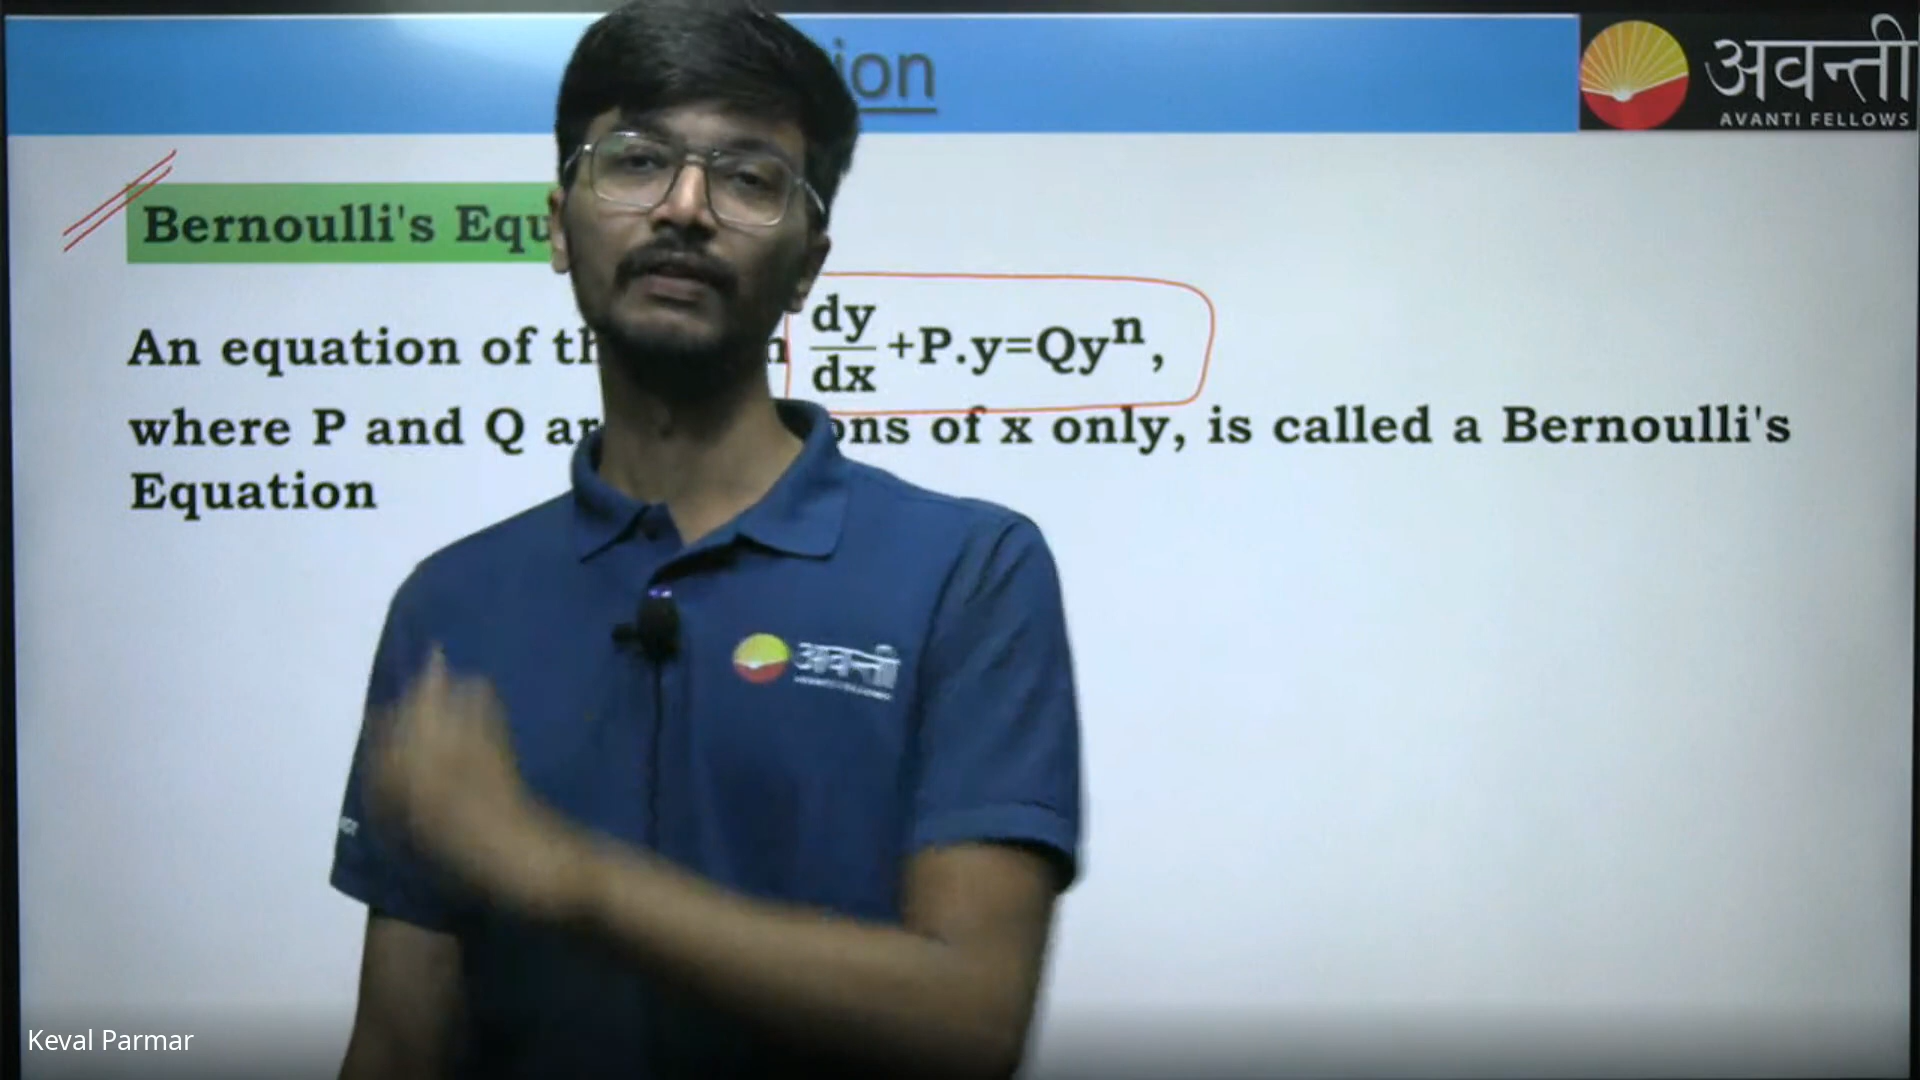 ion
अवन्ती
AVANTI FELLOWS
Bernoulli's Equ
An equation of th n dy/dx +P.y=Qyⁿ,
where P and Q ar ons of x only, is called a Bernoulli's
Equation
अवन्ती
Keval Parmar